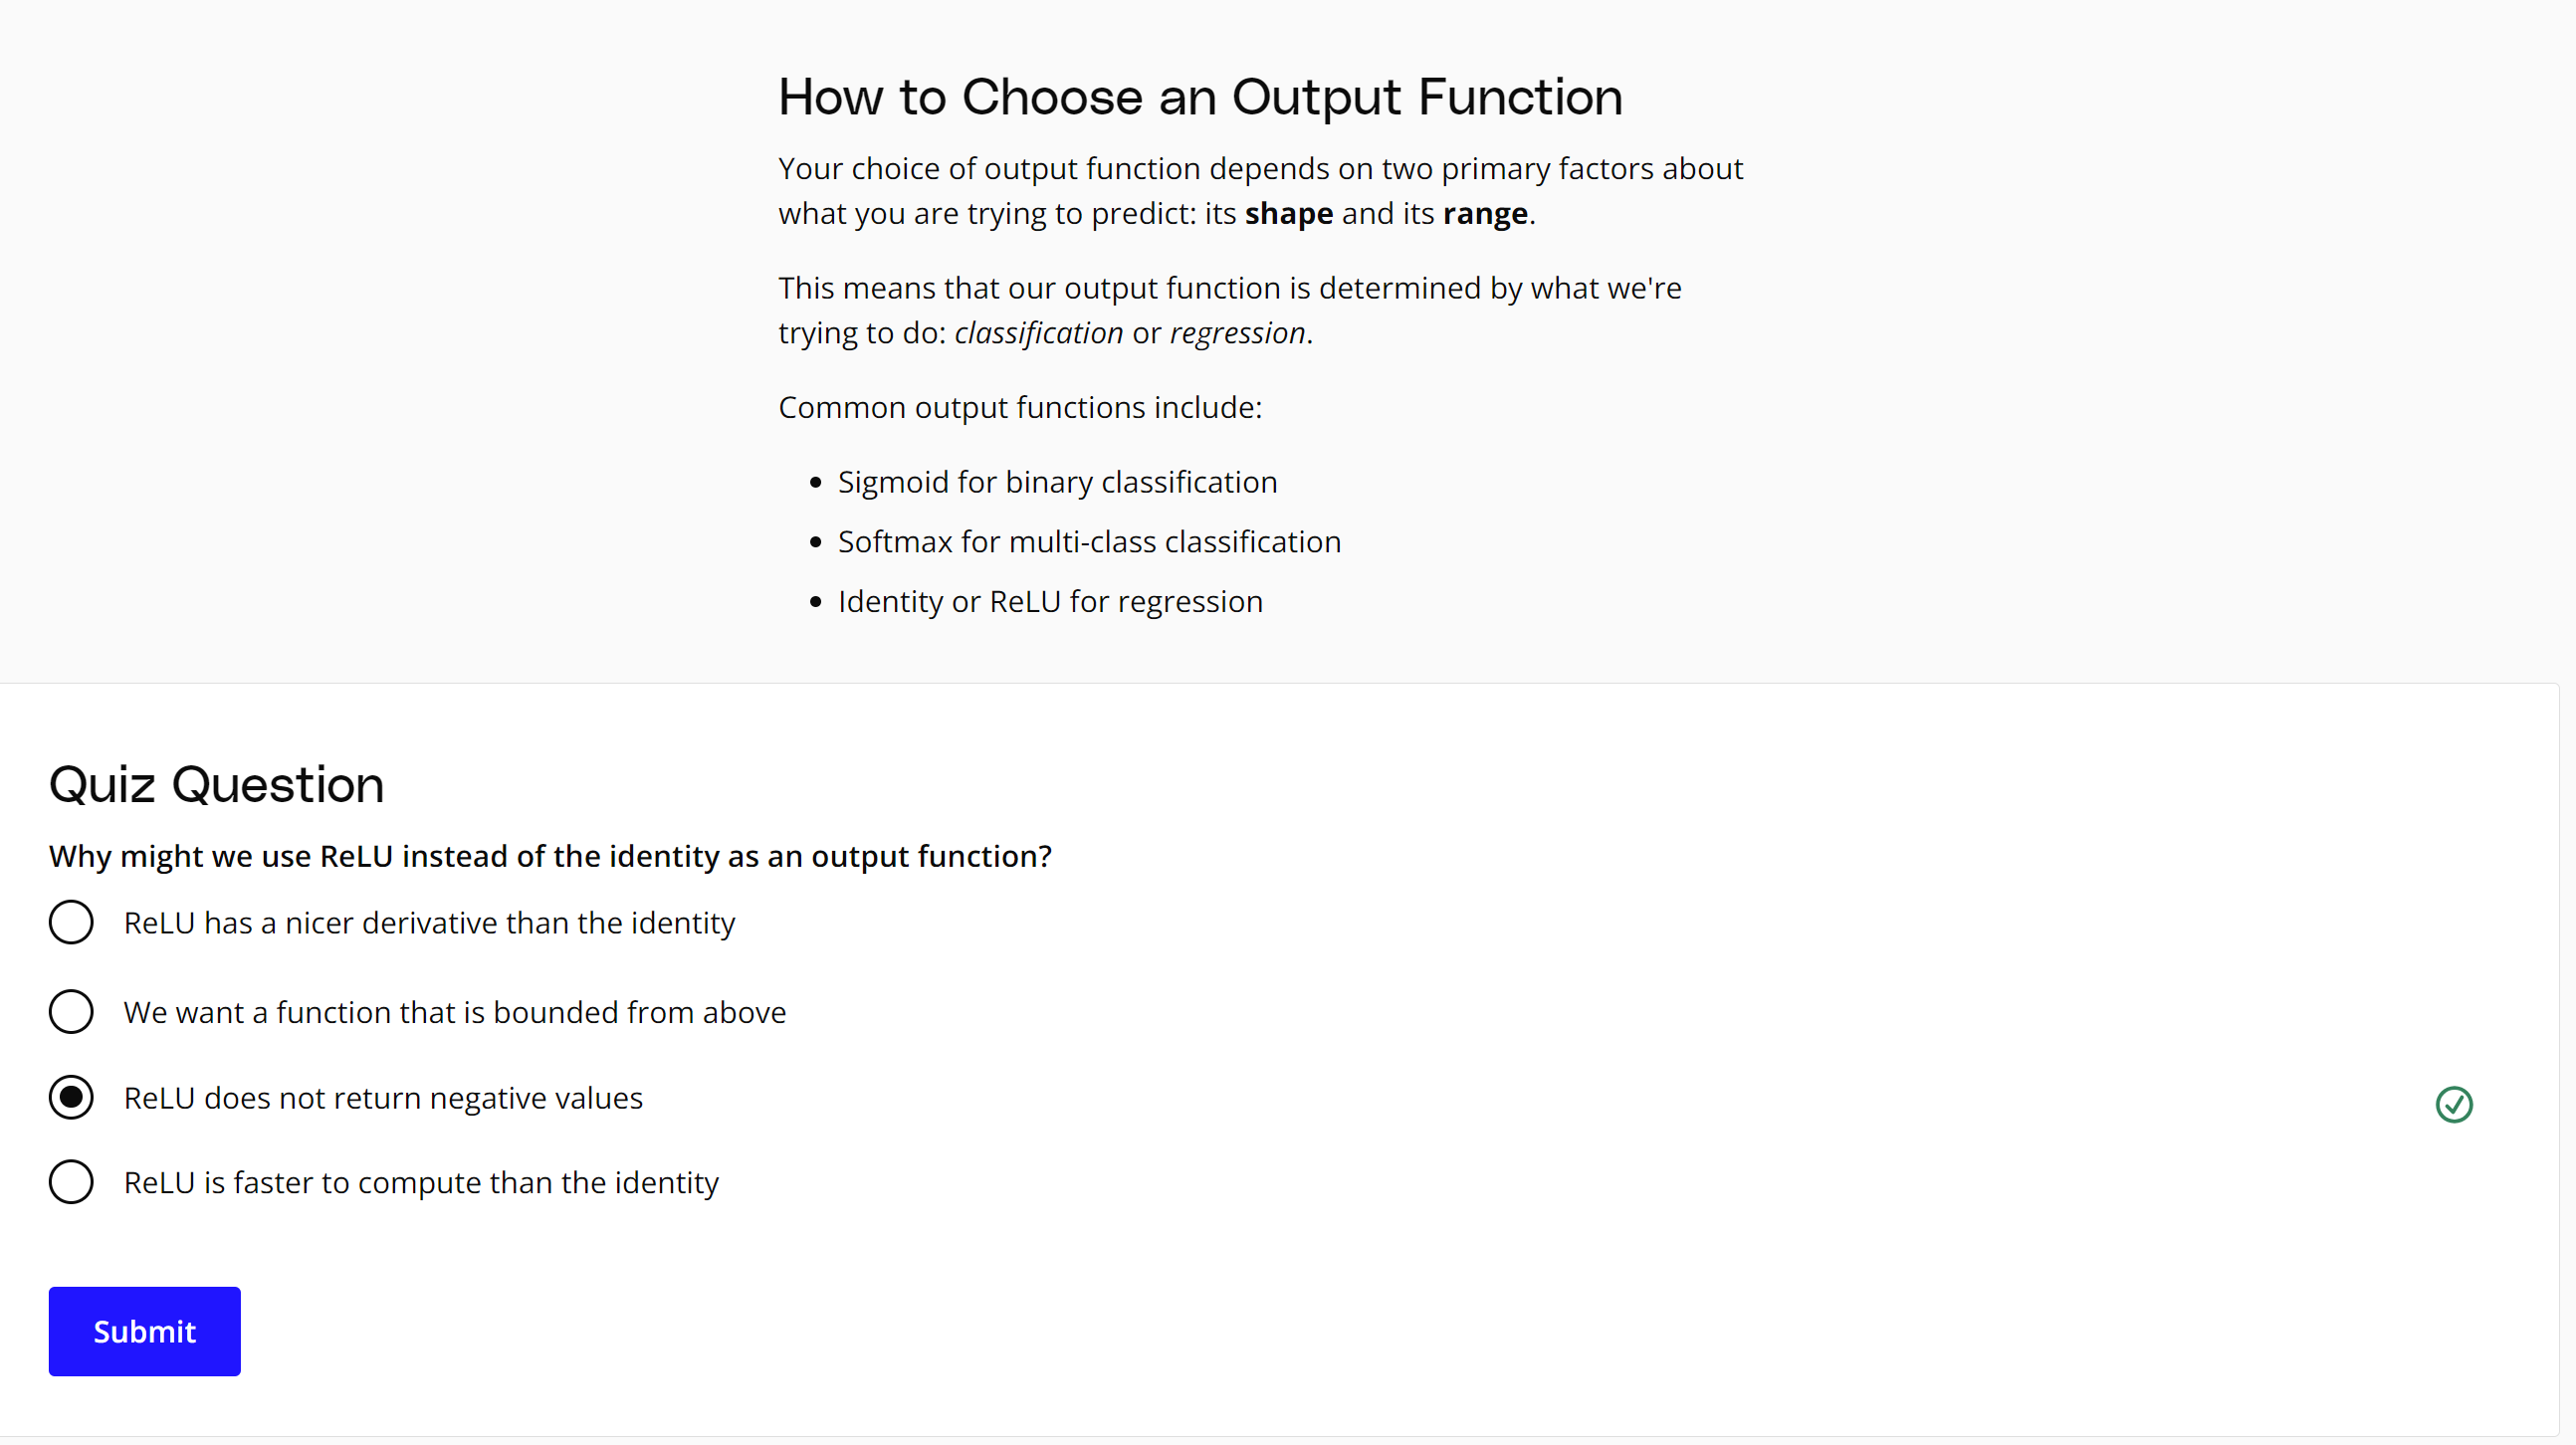 How to Choose an Output Function
Your choice of output function depends on two primary factors about
what you are trying to predict: its shape and its range.
This means that our output function is determined by what we're
trying to do: classification or regression.
Common output functions include:
Sigmoid for binary classification
Softmax for multi-class classification
Identity or ReLU for regression
Quiz Question
Why might we use ReLU instead of the identity as an output function?
ReLU has a nicer derivative than the identity
We want a function that is bounded from above
ReLU does not return negative values
ReLU is faster to compute than the identity
Submit